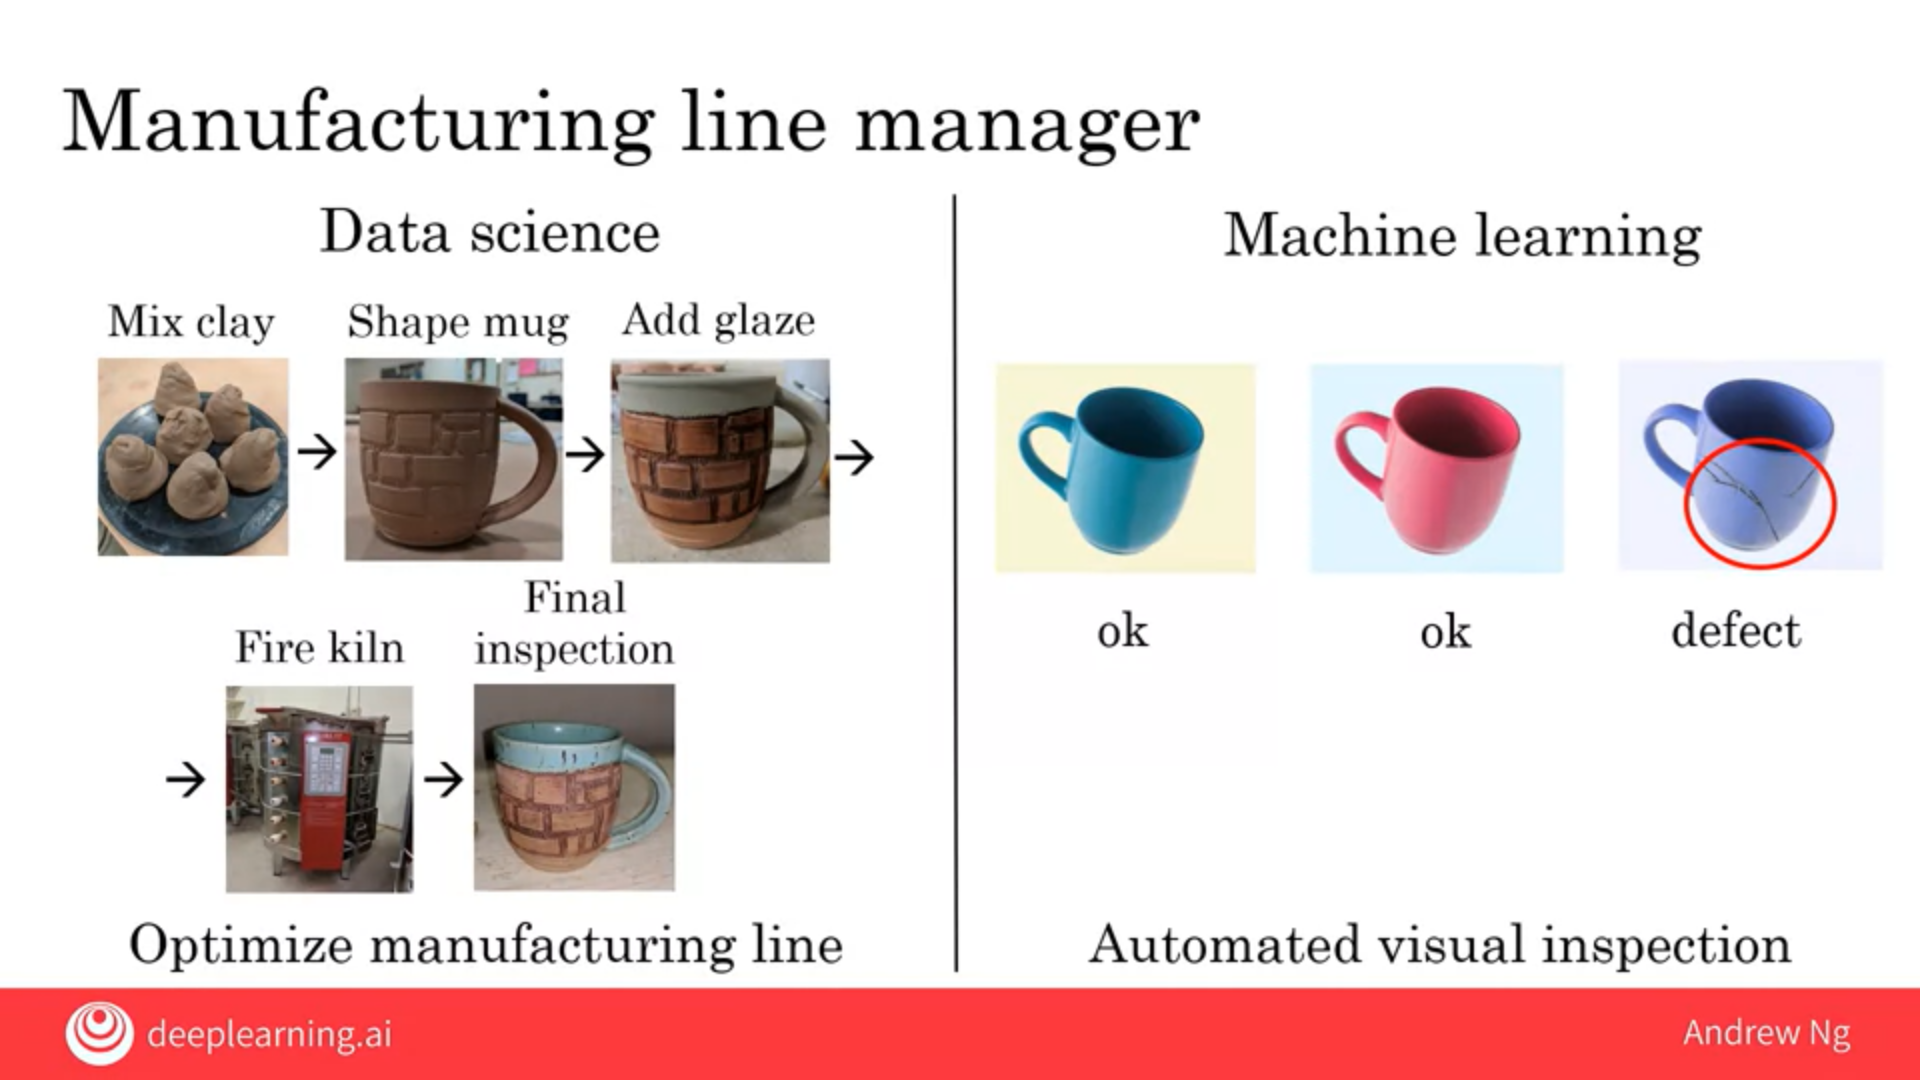 Manufacturing line manager
Data science
Mix clay
Shape mug
Add glaze
Fire kiln
Final
inspection
Optimize manufacturing line
Machine learning
ok
ok
defect
Automated visual inspection
deeplearning.ai
Andrew Ng